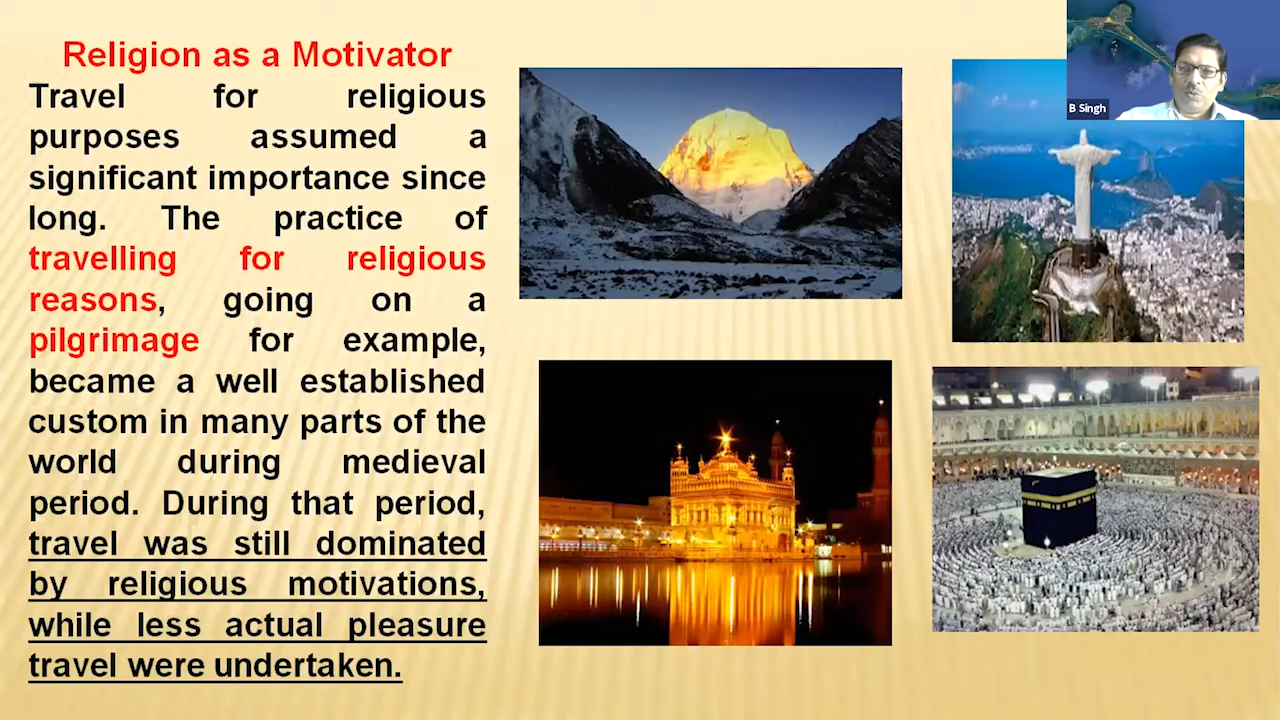 Religion as a Motivator
Travel for religious
purposes assumed a
significant importance since
long. The practice of
travelling for religious
reasons, going on a
pilgrimage for example,
became a well established
custom in many parts of the
world during medieval
period. During that period,
travel was still dominated
by religious motivations,
while less actual pleasure
travel were undertaken.
B Singh